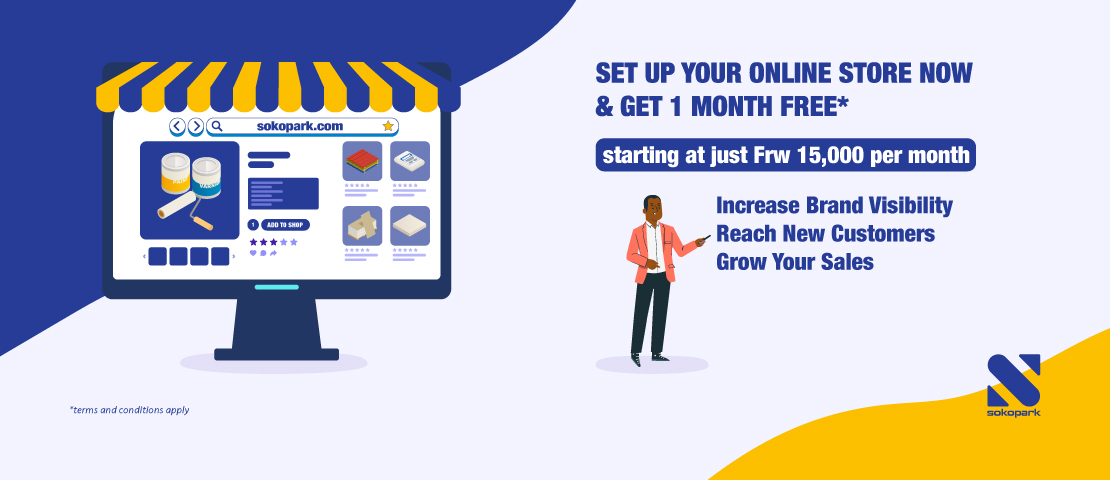 sokopark.com
1
ADD TO SHOP
SET UP YOUR ONLINE STORE NOW
& GET 1 MONTH FREE*
starting at just Frw 15,000 per month
Increase Brand Visibility
Reach New Customers
Grow Your Sales
*terms and conditions apply
sokopark